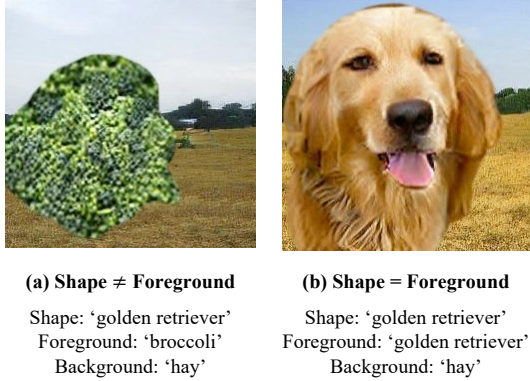 (a) Shape ≠ Foreground
Shape: ‘golden retriever’
Foreground: ‘broccoli’
Background: ‘hay’
(b) Shape = Foreground
Shape: ‘golden retriever’
Foreground: ‘golden retriever’
Background: ‘hay’